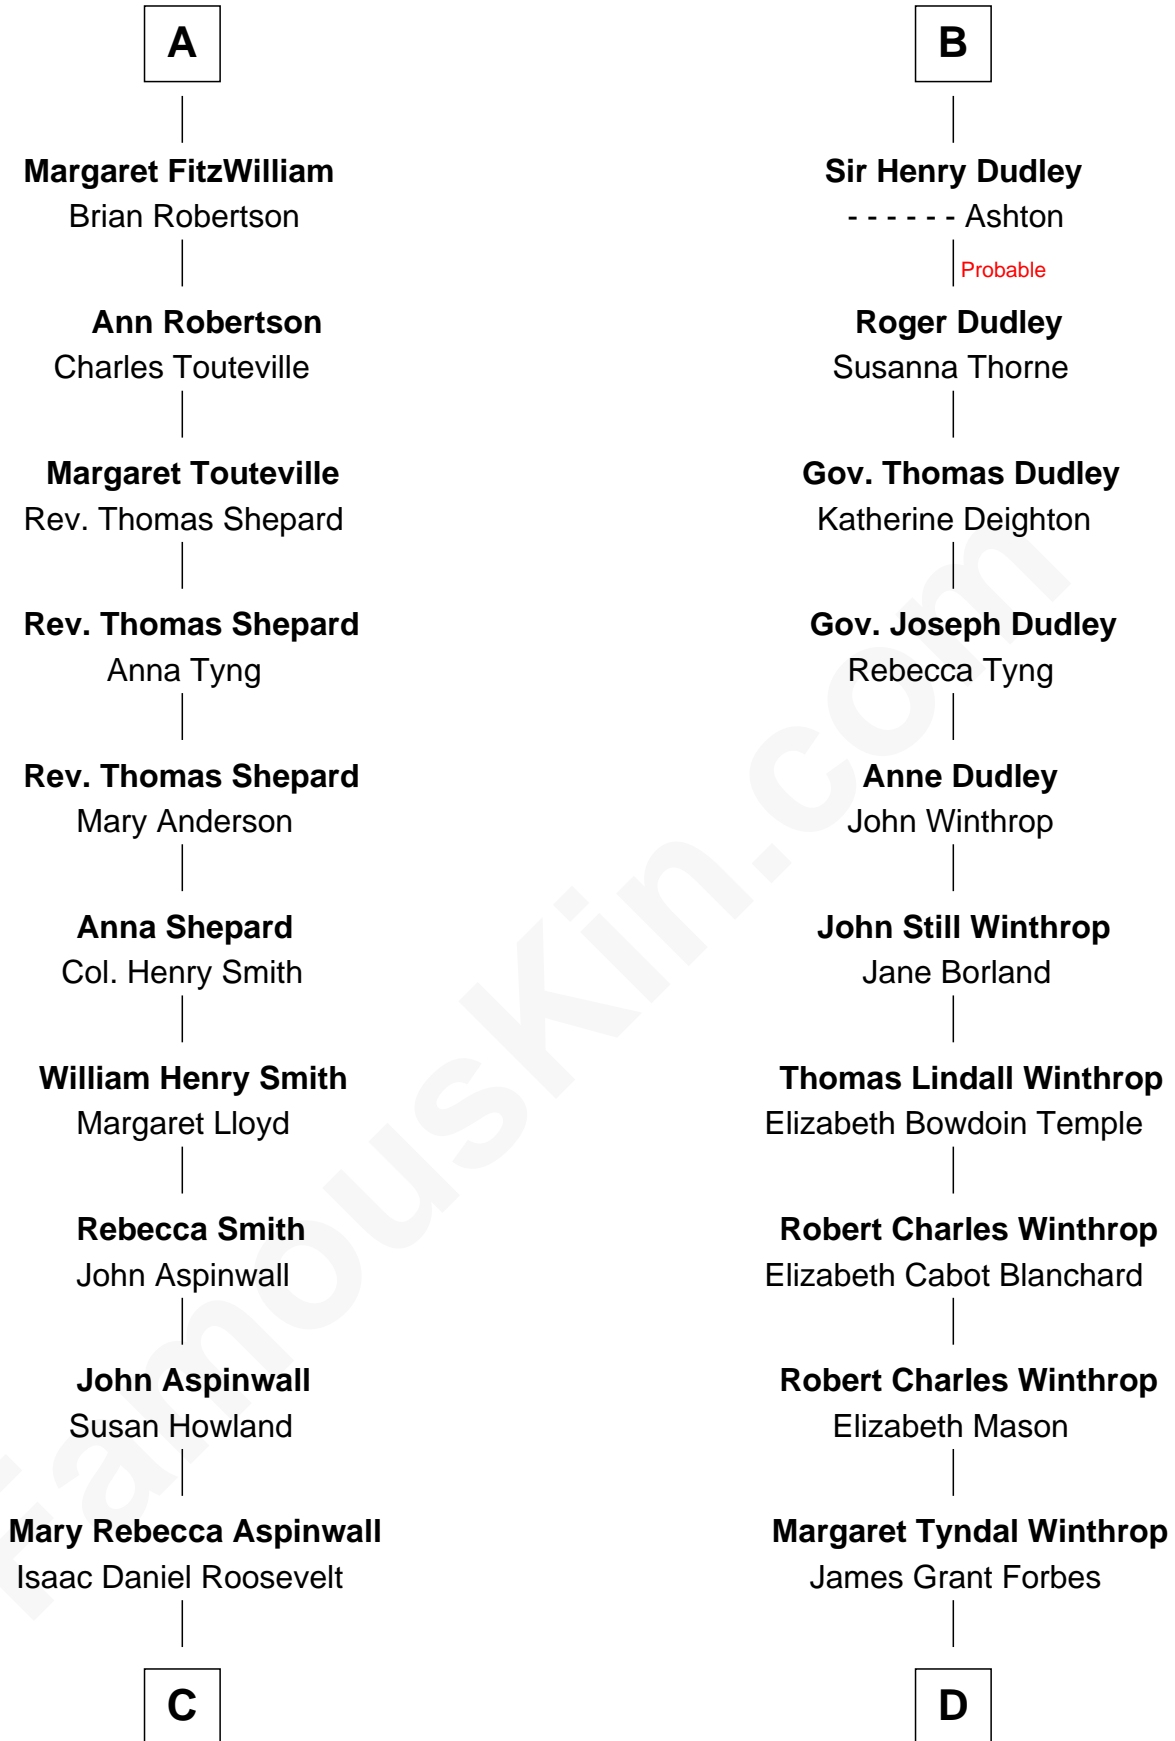 A
Margaret FitzWilliam
Brian Robertson
Ann Robertson
Charles Touteville
Margaret Touteville
Rev. Thomas Shepard
Rev. Thomas Shepard
Anna Tyng
Rev. Thomas Shepard
Mary Anderson
Anna Shepard
Col. Henry Smith
William Henry Smith
Margaret Lloyd
Rebecca Smith
John Aspinwall
John Aspinwall
Susan Howland
Mary Rebecca Aspinwall
Isaac Daniel Roosevelt
C
B
Sir Henry Dudley
- - - - - - Ashton
Probable
Roger Dudley
Susanna Thorne
Gov. Thomas Dudley
Katherine Deighton
Gov. Joseph Dudley
Rebecca Tyng
Anne Dudley
John Winthrop
John Still Winthrop
Jane Borland
Thomas Lindall Winthrop
Elizabeth Bowdoin Temple
Robert Charles Winthrop
Elizabeth Cabot Blanchard
Robert Charles Winthrop
Elizabeth Mason
Margaret Tyndal Winthrop
James Grant Forbes
D
FamousKin.com